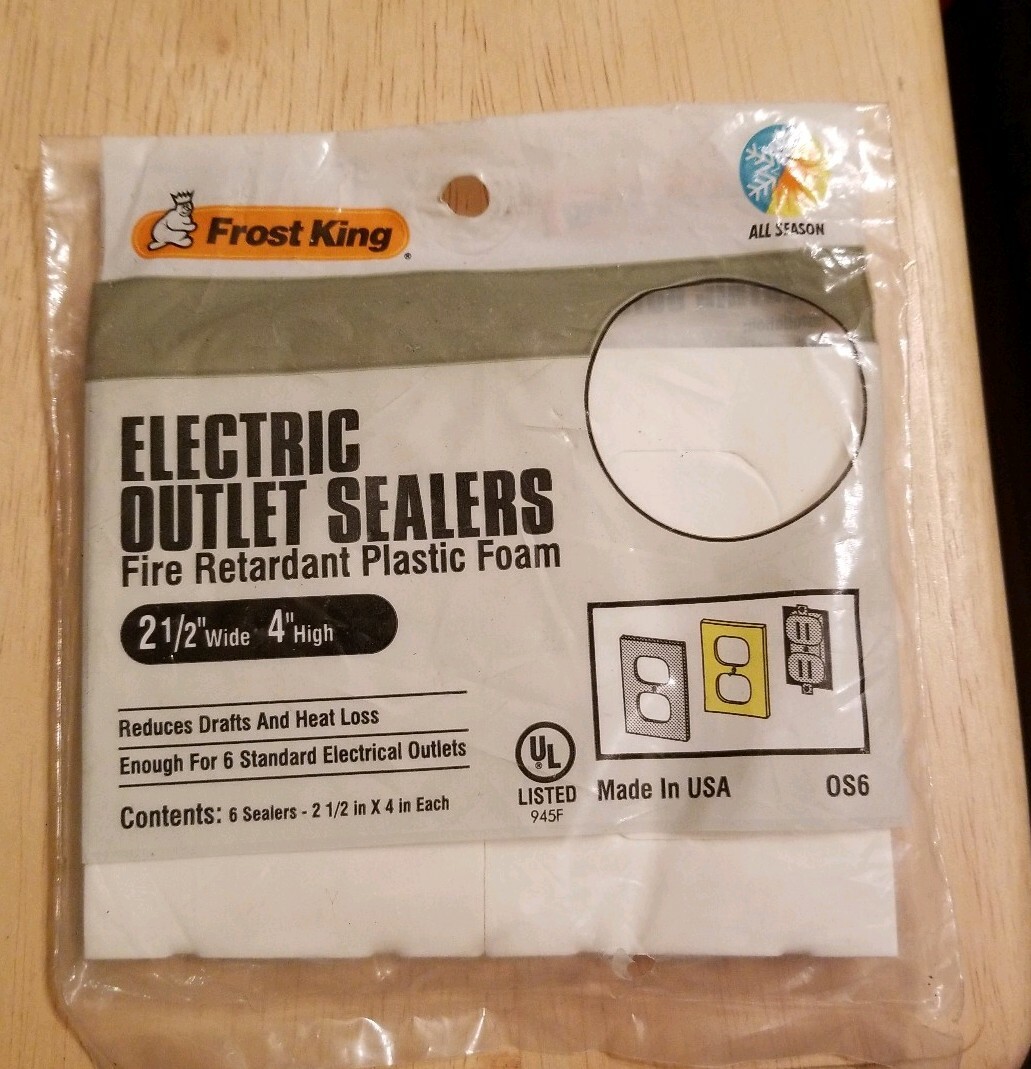 Frost King
®
ALL SEASON
ELECTRIC
OUTLET SEALERS
Fire Retardant Plastic Foam
2 1/2" Wide 4" High
Reduces Drafts And Heat Loss
Enough For 6 Standard Electrical Outlets
Contents: 6 Sealers - 2 1/2 in X 4 in Each
UL
®
LISTED
945F
Made In USA
OS6